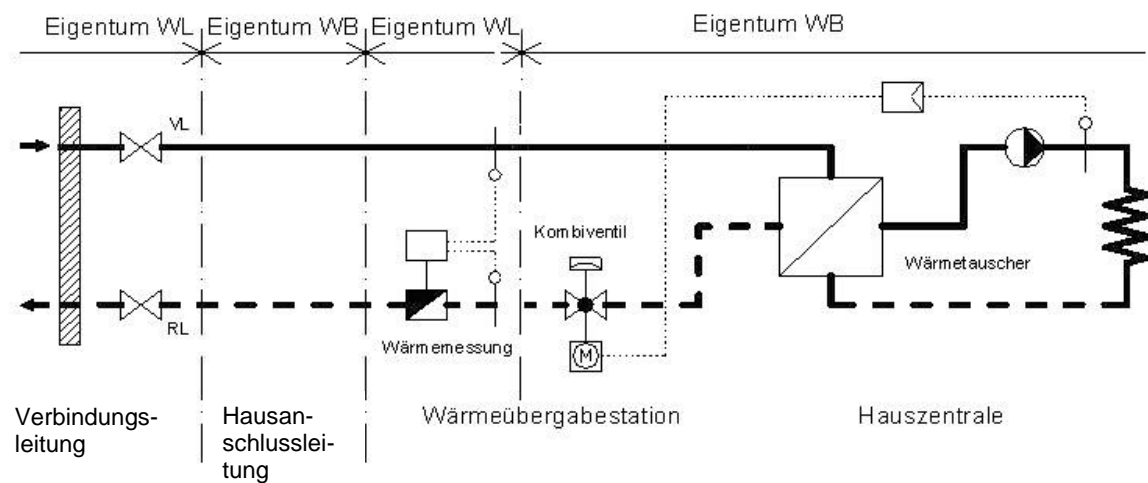 Eigentum WL Eigentum WB Eigentum WL Eigentum WB
VL
Kombiventil
Wärmetauscher
RL
Wärmemessung
M
Verbindungs-
leitung
Hausan-
schlusslei-
tung
Wärmeübergabestation
Hauszentrale